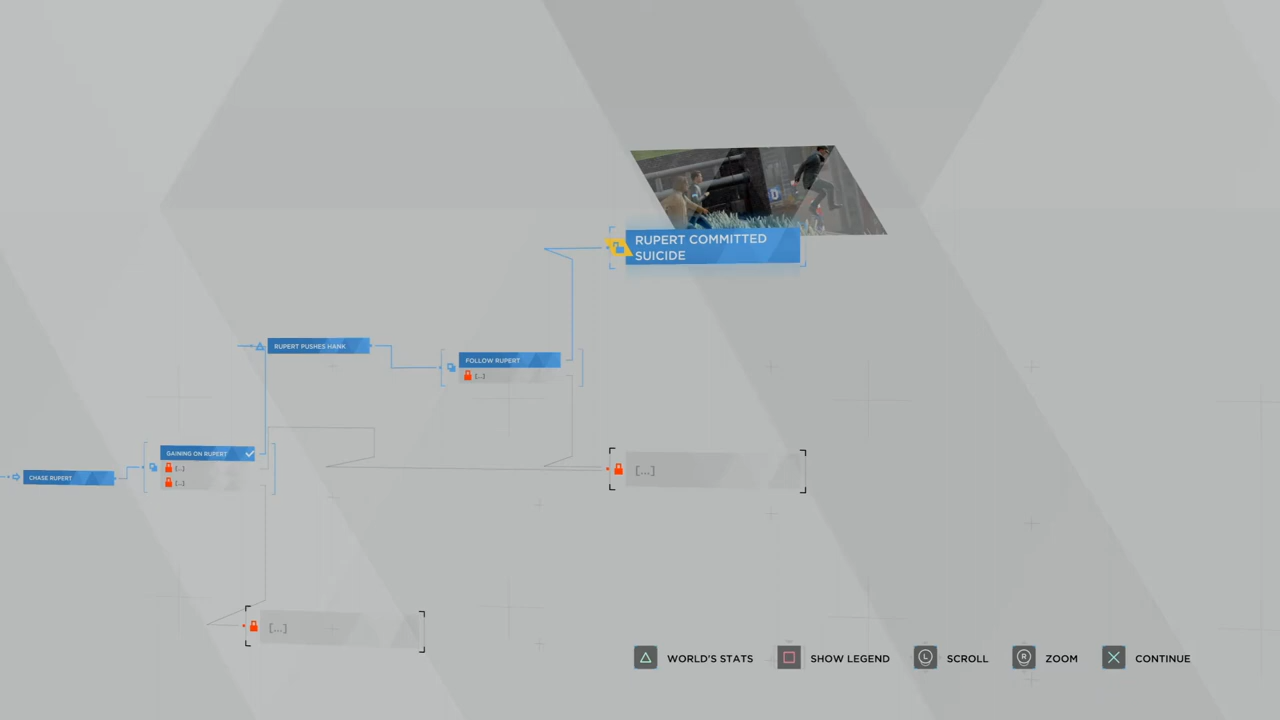 RUPERT COMMITTED
SUICIDE
RUPERT PUSHES HANK
FOLLOW RUPERT
[...]
GAINING ON RUPERT
[...]
[...]
CHASE RUPERT
[...]
[...]
WORLD'S STATS
SHOW LEGEND
L
SCROLL
R
ZOOM
CONTINUE